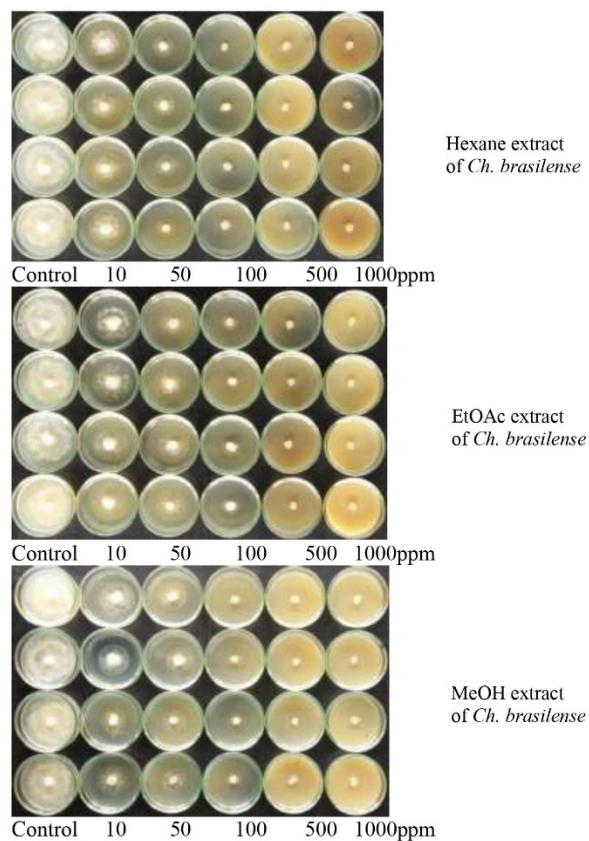 Hexane extract
of Ch. brasilense
Control 10 50 100 500 1000ppm
EtOAc extract
of Ch. brasilense
Control 10 50 100 500 1000ppm
MeOH extract
of Ch. brasilense
Control 10 50 100 500 1000ppm